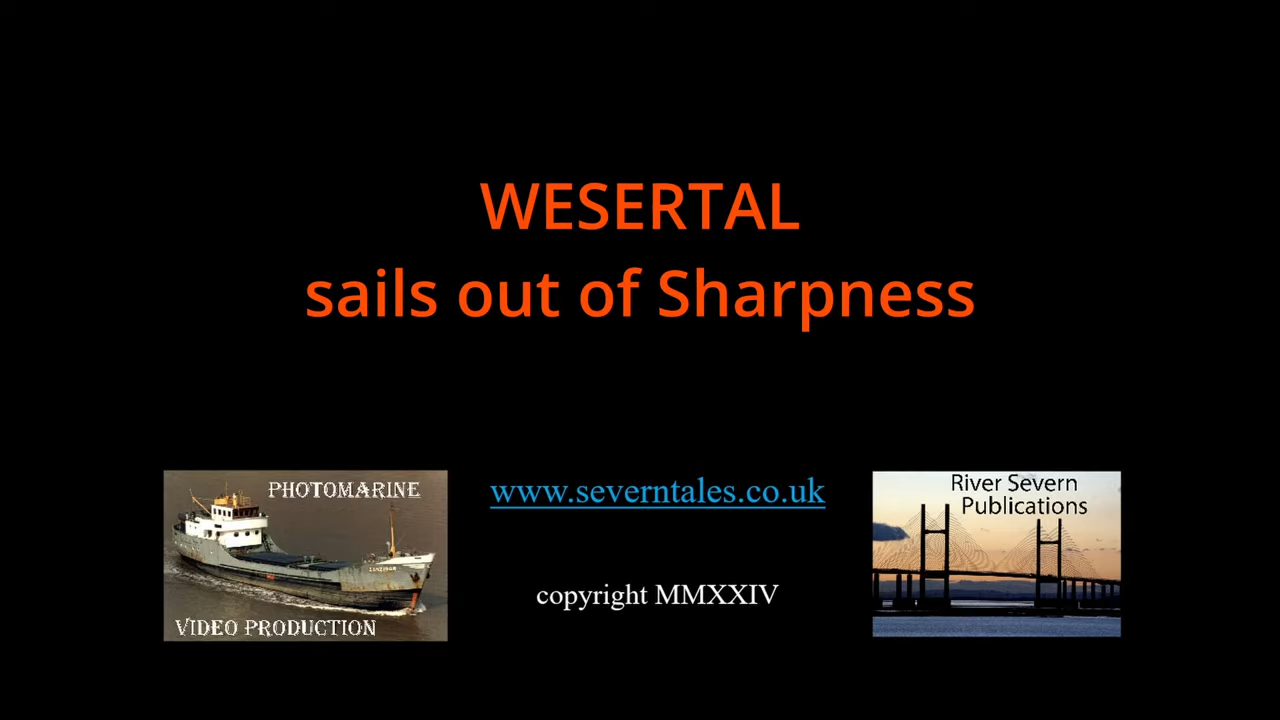 WESERTAL
sails out of Sharpness
PHOTOMARINE
VIDEO PRODUCTION
www.severntales.co.uk
copyright MMXXIV
River Severn
Publications